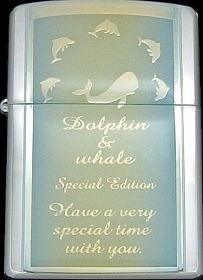 Dolphin
&
whale
Special Edition
Have a very
special time
with you.